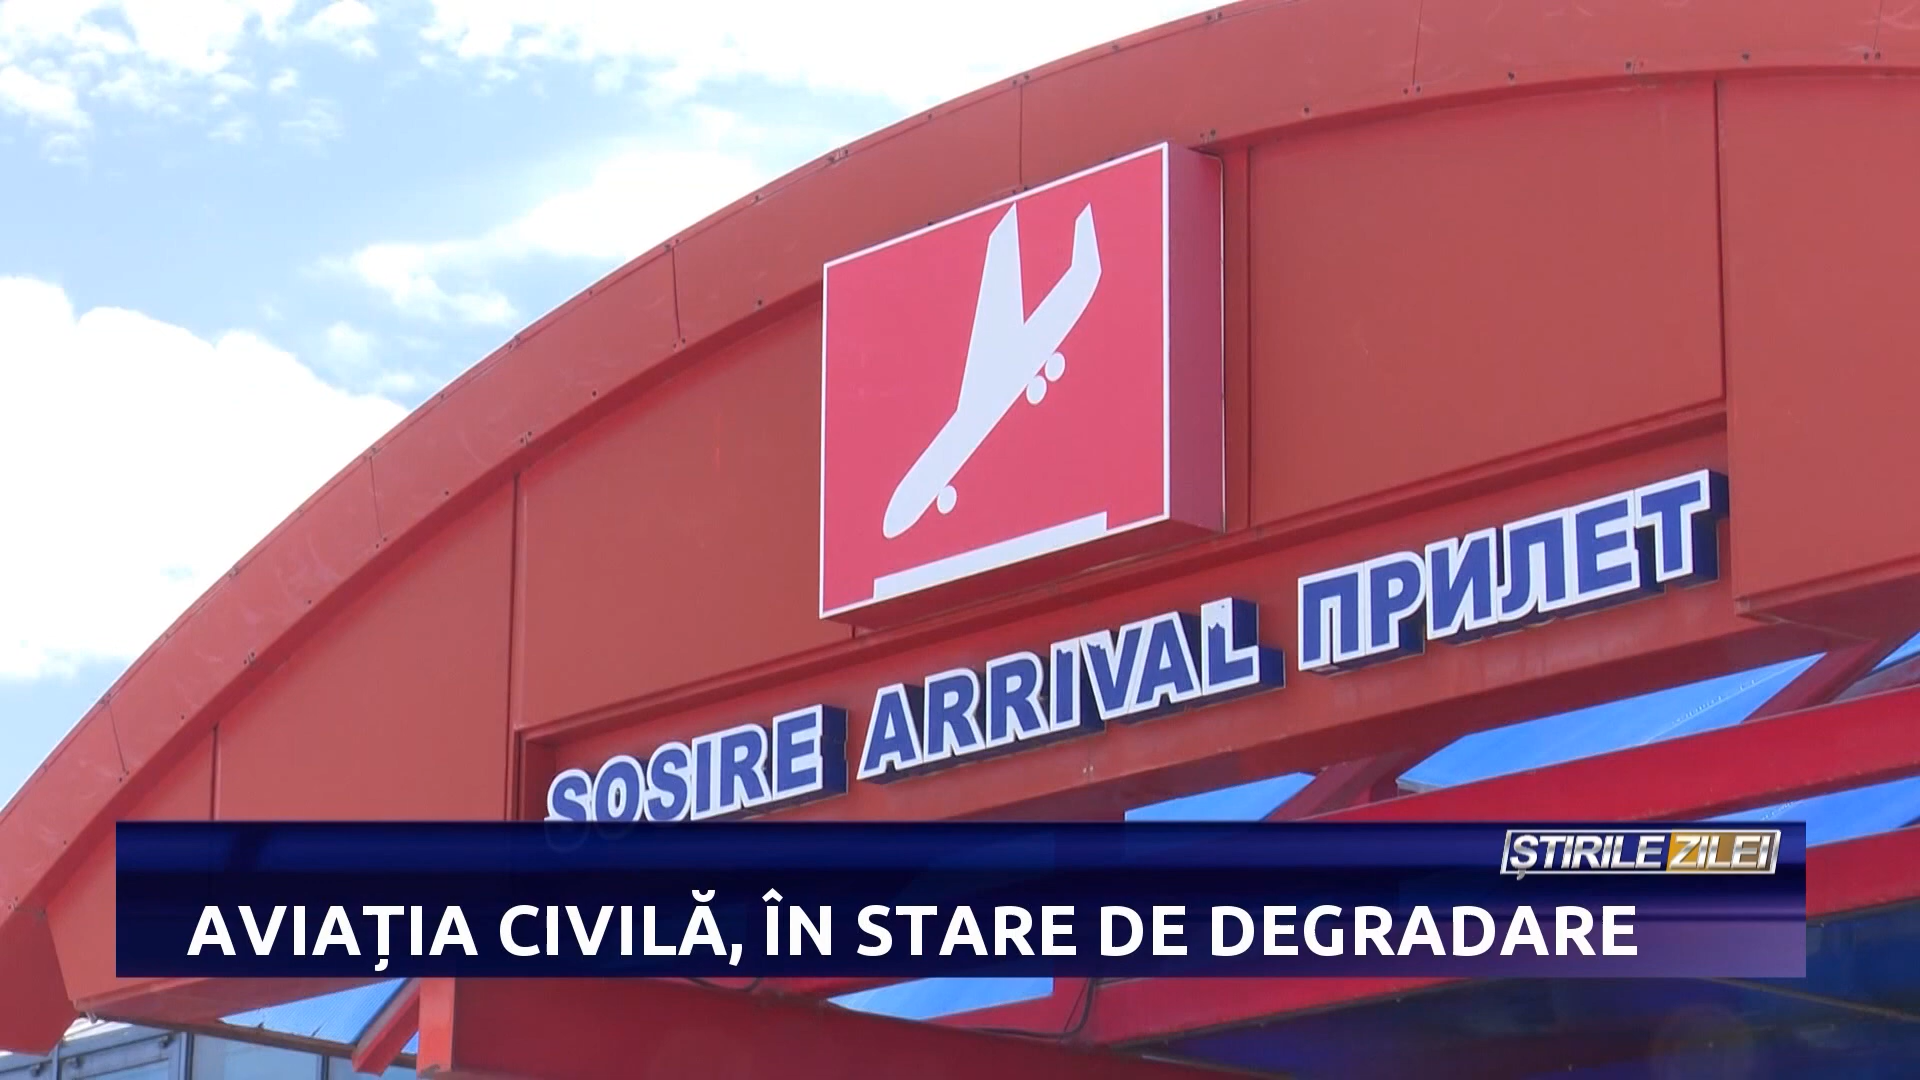 SOSIRE ARRIVAL ПРИЛЕТ
ȘTIRILE ZILEI
AVIAȚIA CIVILĂ, ÎN STARE DE DEGRADARE